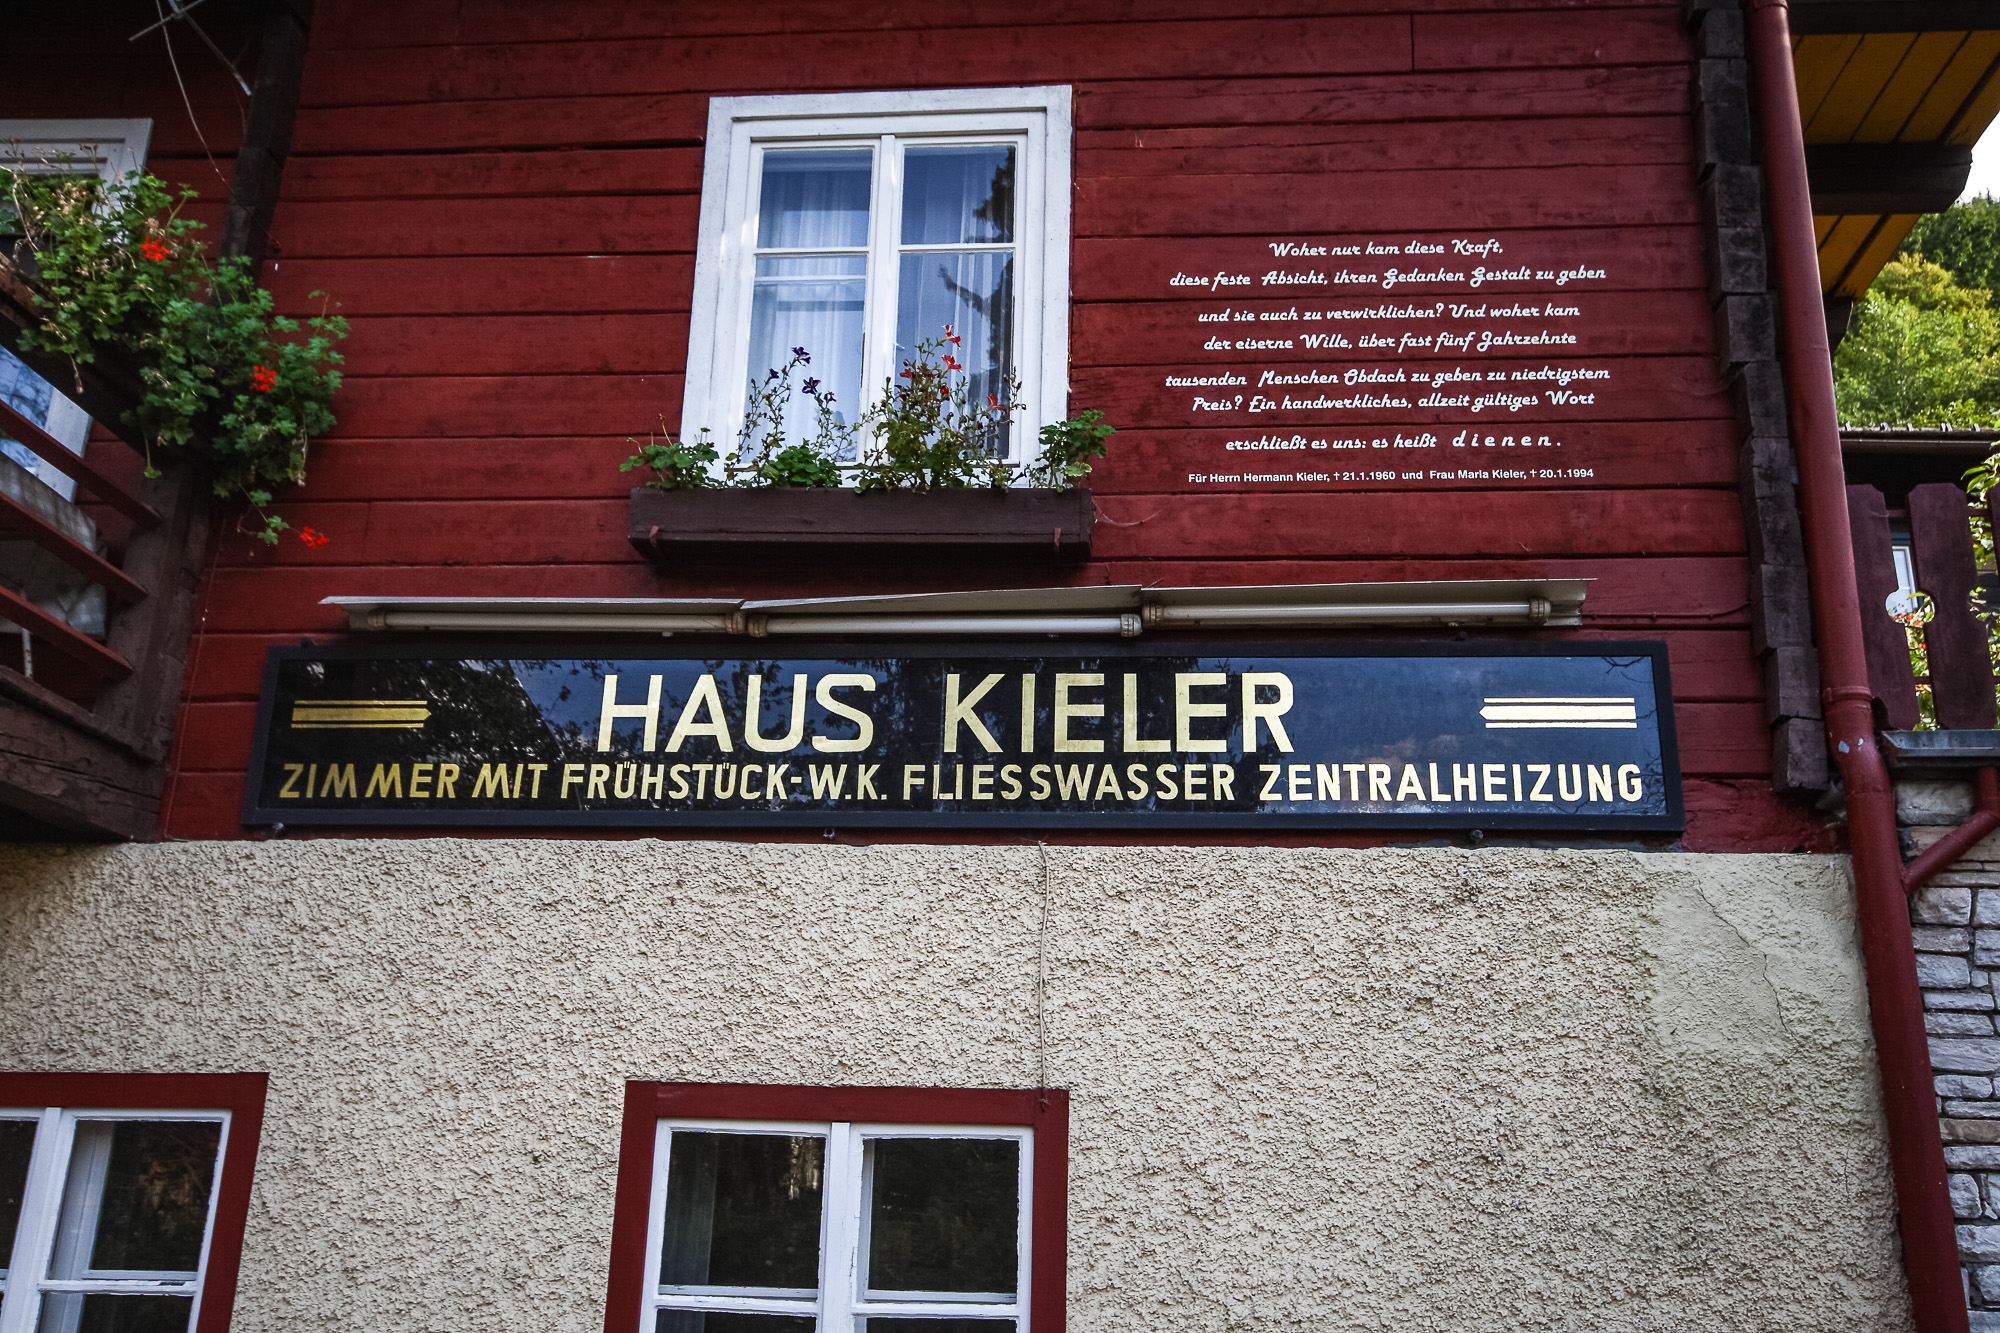 Woher nur kam diese Kraft,
diese feste Absicht, ihren Gedanken Gestalt zu geben
und sie auch zu verwirklichen? Und woher kam
der eiserne Wille, über fast fünf Jahrzehnte
tausenden Menschen Obdach zu geben zu niedrigstem
Preis? Ein handwerkliches, allzeit gültiges Wort
erschließt es uns: es heißt dienen.
Für Herrn Hermann Kieler, † 21.1.1960 und Frau Maria Kieler, † 20.1.1994
HAUS KIELER
ZIMMER MIT FRÜHSTÜCK-W.K. FLIESSWASSER ZENTRALHEIZUNG